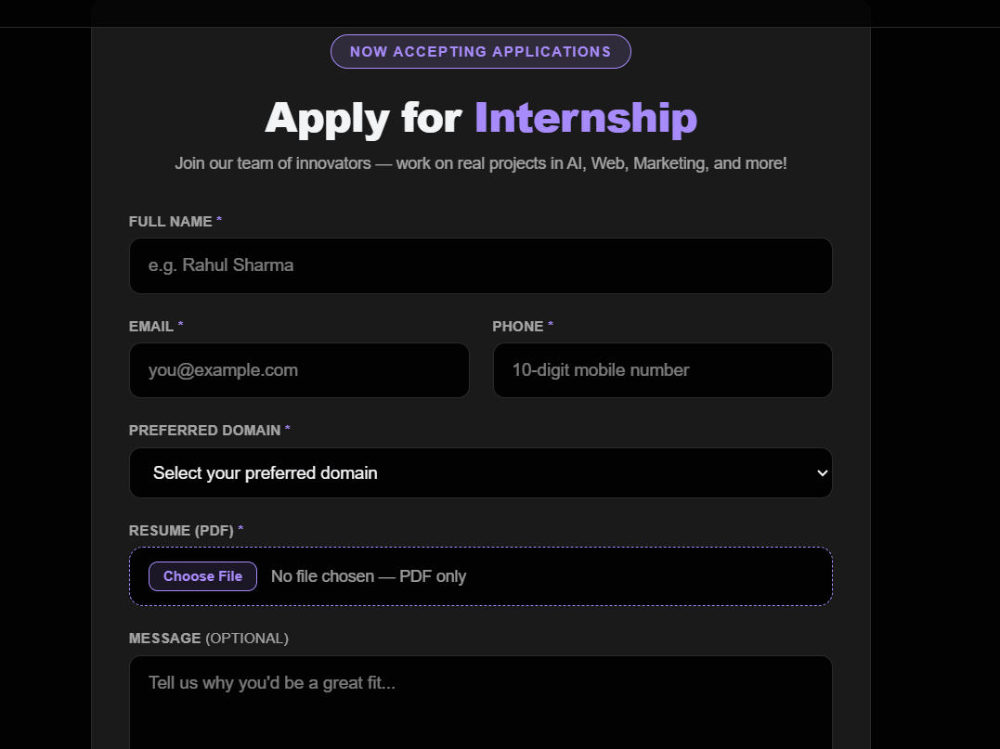 NOW ACCEPTING APPLICATIONS
Apply for Internship
Join our team of innovators — work on real projects in AI, Web, Marketing, and more!
FULL NAME *
e.g. Rahul Sharma
EMAIL *
PHONE *
you@example.com
10-digit mobile number
PREFERRED DOMAIN *
Select your preferred domain
RESUME (PDF) *
Choose File No file chosen — PDF only
MESSAGE (OPTIONAL)
Tell us why you'd be a great fit...